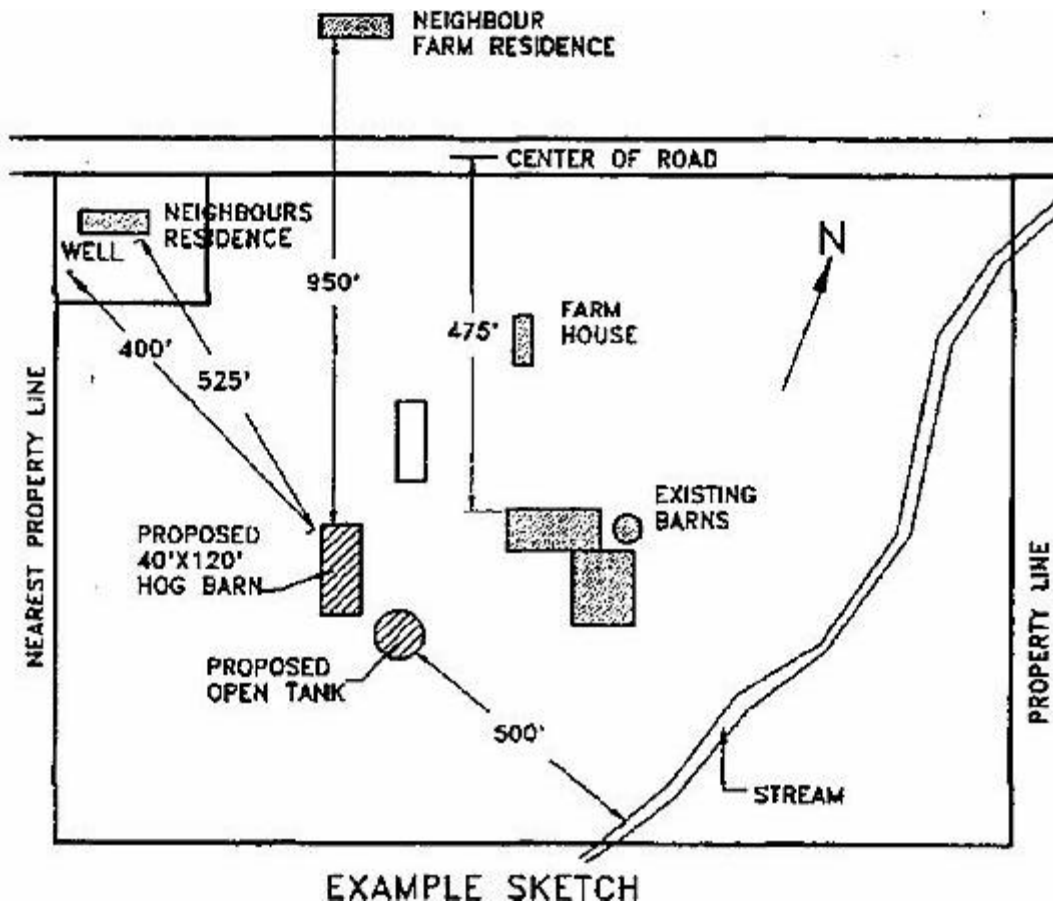 NEIGHBOUR
FARM RESIDENCE
CENTER OF ROAD
NEIGHBOURS
RESIDENCE
WELL
N
950'
475'
FARM
HOUSE
400'
525'
NEAREST PROPERTY LINE
EXISTING
BARNS
PROPOSED
40'X120'
HOG BARN
PROPOSED
OPEN TANK
PROPERTY LINE
500'
STREAM
EXAMPLE SKETCH